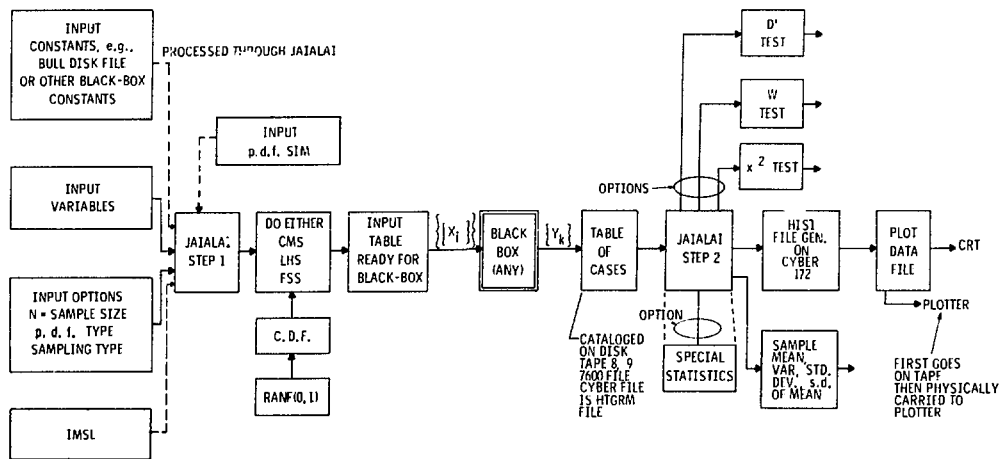 INPUT
CONSTANTS, e.g.,
BULL DISK FILE
OR OTHER BLACK-BOX
CONSTANTS
PROCESSED THROUGH JAIALAI
INPUT
p.d.f. SIM
INPUT
VARIABLES
INPUT OPTIONS
N = SAMPLE SIZE
p.d.f. TYPE
SAMPLING TYPE
IMSL
JAIALAI
STEP 1
DO EITHER
CMS
LHS
FSS
C.D.F.
RANF(0,1)
INPUT
TABLE
READY FOR
BLACK-BOX
{[Xi]}
BLACK
BOX
(ANY)
{Yk}
TABLE
OF
CASES
CATALOGED
ON DISK
TAPE 8, 9
7600 FILE
CYBER FILE
IS HTGRM
FILE
JAIALAI
STEP 2
OPTIONS
D'
TEST
W
TEST
x 2 TEST
OPTION
SPECIAL
STATISTICS
HIST
FILE GEN.
ON
CYBER
172
SAMPLE
MEAN,
VAR, STD.
DEV., s.d.
OF MEAN
PLOT
DATA
FILE
CRT
PLOTTER
FIRST GOES
ON TAPE
THEN PHYSICALLY
CARRIED TO
PLOTTER